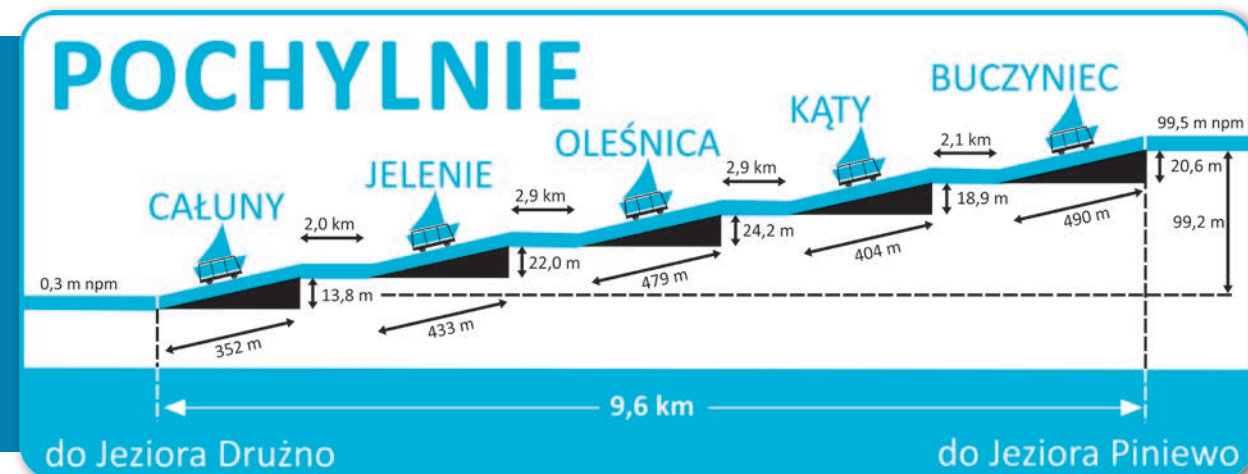 POCHYLNIE
CAŁUNY
JELENIE
OLEŚNICA
KĄTY
BUCZYNIEC
0,3 m npm
2,0 km
2,9 km
2,9 km
2,1 km
99,5 m npm
13,8 m
22,0 m
24,2 m
18,9 m
20,6 m
99,2 m
352 m
433 m
479 m
404 m
490 m
9,6 km
do Jeziora Drużno
do Jeziora Piniewo